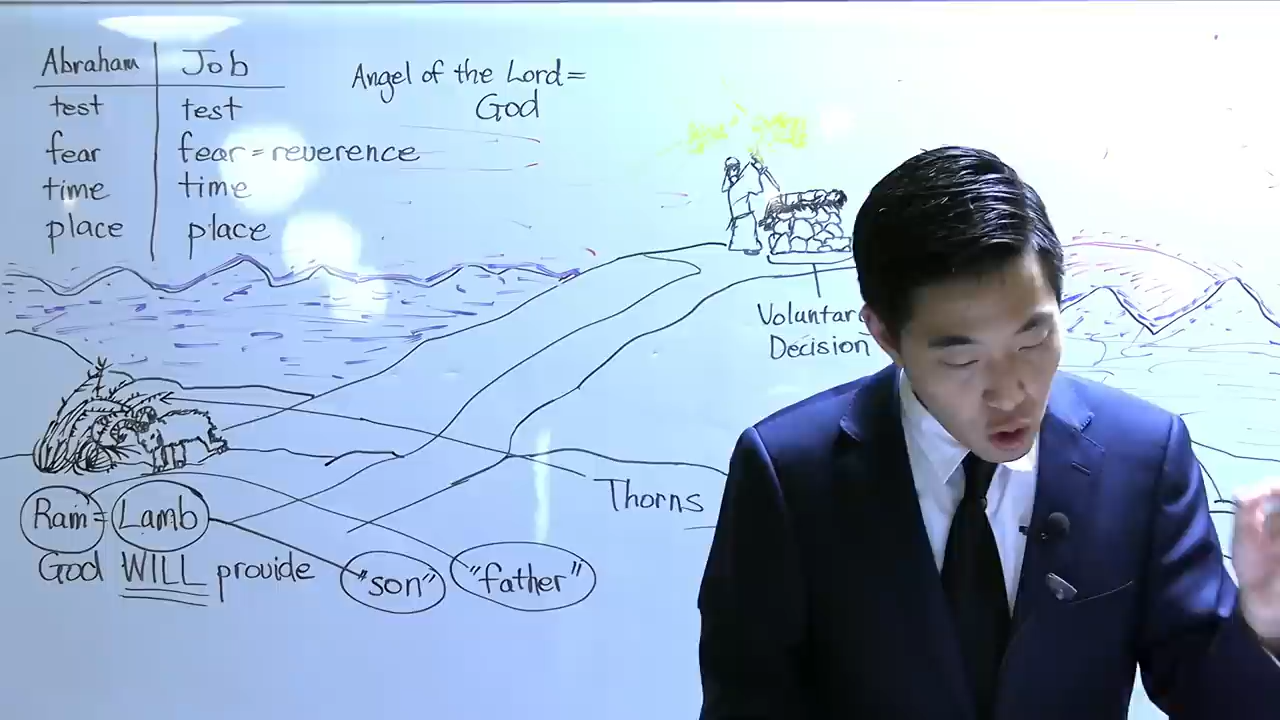 Abraham Job
test test
fear fear = reverence
time time
place place
Angel of the Lord =
God
Voluntar
Decision
Thorns
Ram = Lamb
God WILL provide
"son" "father"